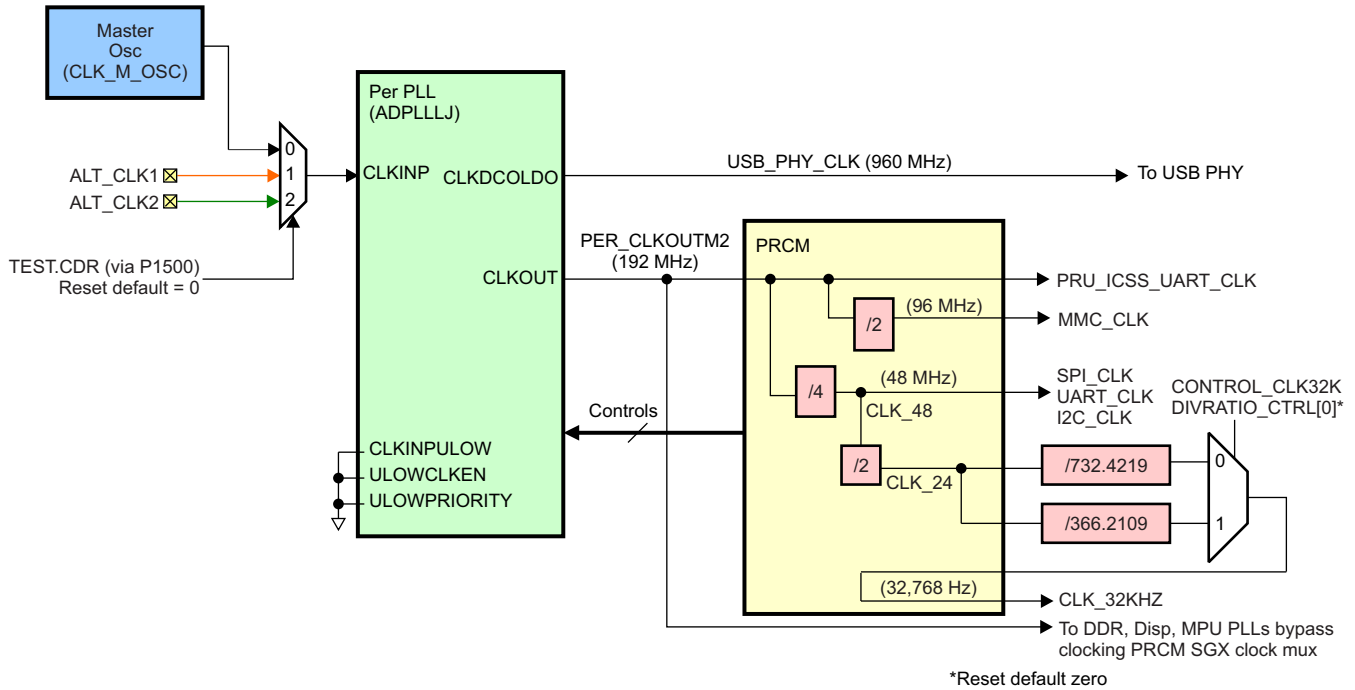 Master
Osc
(CLK_M_OSC)
Per PLL
(ADPLLLJ)
0
1
2
ALT_CLK1
ALT_CLK2
CLKINP
CLKDCOLDO
USB_PHY_CLK (960 MHz)
To USB PHY
TEST.CDR (via P1500)
Reset default = 0
CLKOUT
PER_CLKOUTM2
(192 MHz)
PRCM
PRU_ICSS_UART_CLK
/2
(96 MHz)
MMC_CLK
/4
(48 MHz)
CLK_48
SPI_CLK
UART_CLK
I2C_CLK
CONTROL_CLK32K
DIVRATIO_CTRL[0]*
Controls
CLKINPULOW
ULOWCLKEN
ULOWPRIORITY
/2
CLK_24
/732.4219
0
/366.2109
1
(32,768 Hz)
CLK_32KHZ
To DDR, Disp, MPU PLLs bypass
clocking PRCM SGX clock mux
*Reset default zero